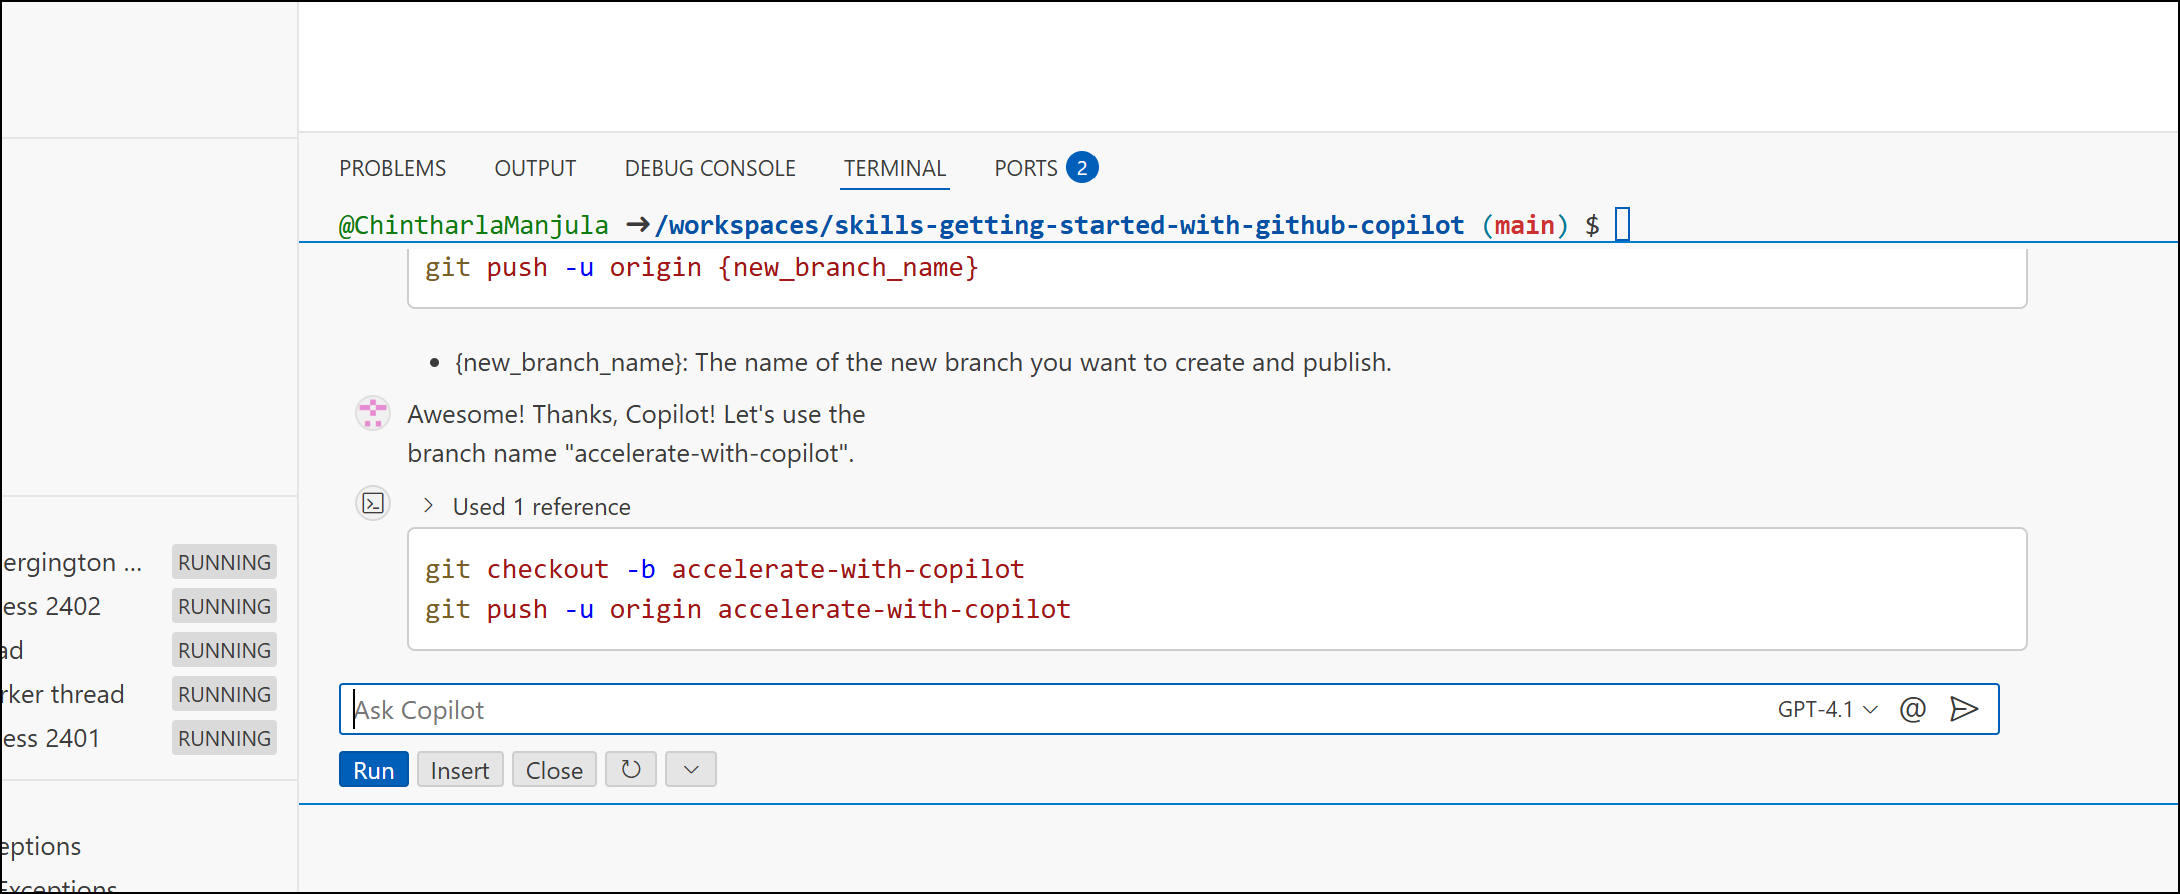 PROBLEMS OUTPUT DEBUG CONSOLE TERMINAL PORTS 2
@ChintharlaManjula ➜/workspaces/skills-getting-started-with-github-copilot (main) $
git push -u origin {new_branch_name}
• {new_branch_name}: The name of the new branch you want to create and publish.
Awesome! Thanks, Copilot! Let's use the
branch name "accelerate-with-copilot".
> Used 1 reference
git checkout -b accelerate-with-copilot
git push -u origin accelerate-with-copilot
Ask Copilot GPT-4.1 @
Run Insert Close
ergington ... RUNNING
ess 2402 RUNNING
ad RUNNING
rker thread RUNNING
ess 2401 RUNNING
eptions
Exceptions